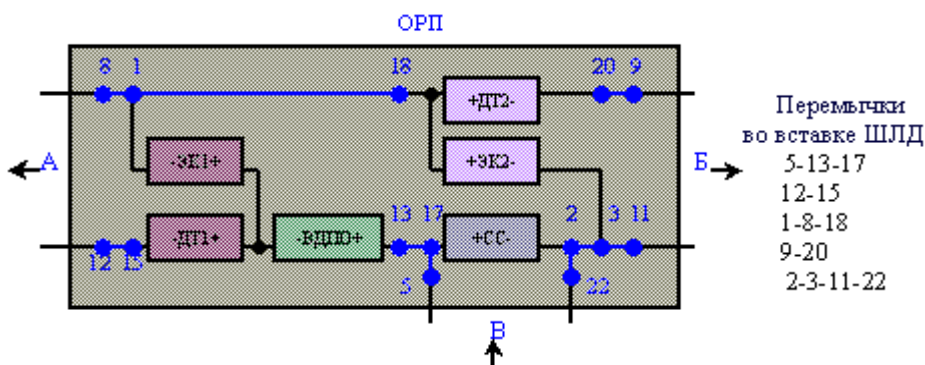 ОРП
8 1 18 20 9
+ДТ2-
Перемычки
во вставке ШЛД
А -ЭК1+ +ЭК2- Б
5-13-17
12-15
1-8-18
13 17 2 3 11
9-20
-ДТ1+ -ВДПО+ +СС-
12 15
2-3-11-22
5 22
В